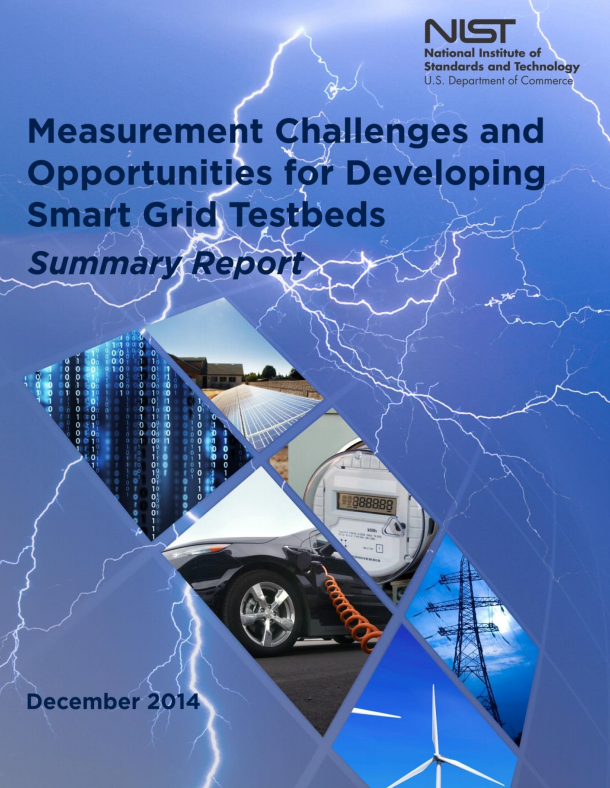 NIST
National Institute of
Standards and Technology
U.S. Department of Commerce
Measurement Challenges and
Opportunities for Developing
Smart Grid Testbeds
Summary Report
kWh
December 2014